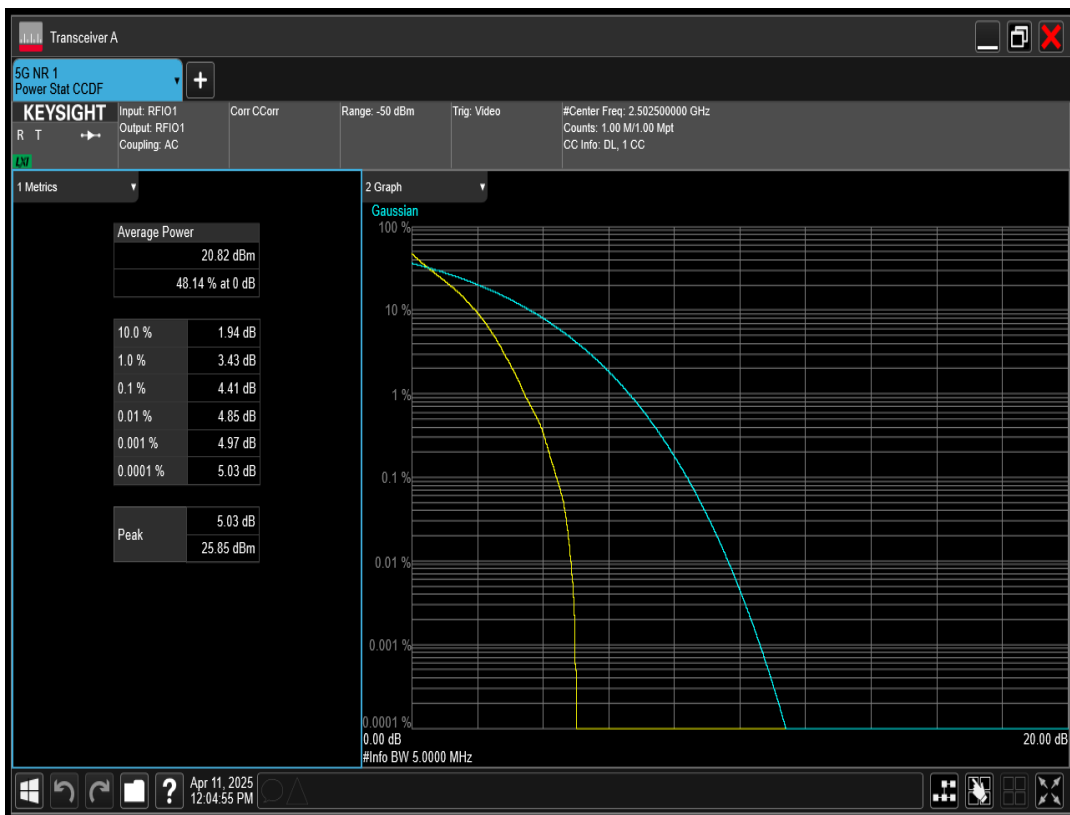 Transceiver A
5G NR 1
Power Stat CCDF
+
KEYSIGHT
R T
LXI
Input: RFIO1
Output: RFIO1
Coupling: AC
Corr CCorr
Range: -50 dBm
Trig: Video
#Center Freq: 2.502500000 GHz
Counts: 1.00 M/1.00 Mpt
CC Info: DL, 1 CC
1 Metrics
Average Power
20.82 dBm
48.14 % at 0 dB
10.0 % 1.94 dB
1.0 % 3.43 dB
0.1 % 4.41 dB
0.01 % 4.85 dB
0.001 % 4.97 dB
0.0001 % 5.03 dB
Peak 5.03 dB
25.85 dBm
2 Graph
Gaussian
100 %
10 %
1 %
0.1 %
0.01 %
0.001 %
0.0001 %
0.00 dB 20.00 dB
#Info BW 5.0000 MHz
?
Apr 11, 2025
12:04:55 PM